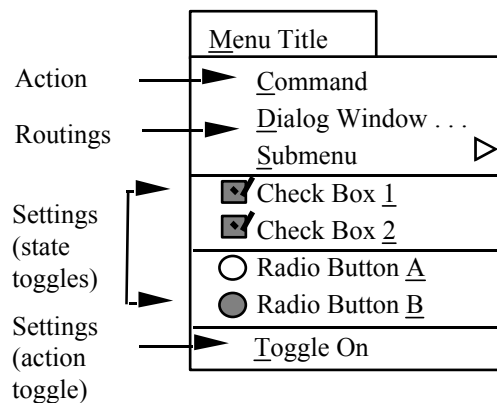 Menu Title
Action
Command
Routings
Dialog Window . . .
Submenu
Settings
(state
toggles)
Check Box 1
Check Box 2
Radio Button A
Radio Button B
Settings
(action
toggle)
Toggle On